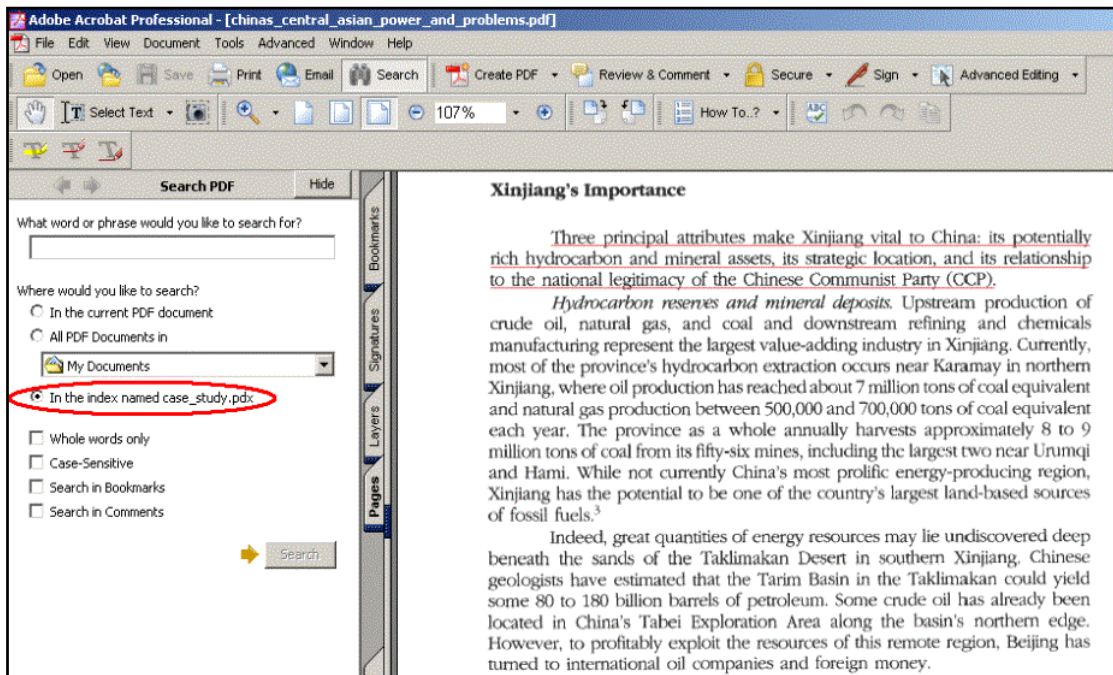 Adobe Acrobat Professional - [chinas_central_asian_power_and_problems.pdf]
File Edit View Document Tools Advanced Window Help
Open Save Print Email Search Create PDF Review & Comment Secure Sign Advanced Editing
Select Text 107% How To..?
Search PDF Hide
What word or phrase would you like to search for?
Where would you like to search?
In the current PDF document
All PDF Documents in
My Documents
In the index named case_study.pdx
Whole words only
Case-Sensitive
Search in Bookmarks
Search in Comments
Search
Bookmarks
Signatures
Layers
Pages
Xinjiang's Importance
Three principal attributes make Xinjiang vital to China: its potentially
rich hydrocarbon and mineral assets, its strategic location, and its relationship
to the national legitimacy of the Chinese Communist Party (CCP).
Hydrocarbon reserves and mineral deposits. Upstream production of
crude oil, natural gas, and coal and downstream refining and chemicals
manufacturing represent the largest value-adding industry in Xinjiang. Currently,
most of the province's hydrocarbon extraction occurs near Karamay in northern
Xinjiang, where oil production has reached about 7 million tons of coal equivalent
and natural gas production between 500,000 and 700,000 tons of coal equivalent
each year. The province as a whole annually harvests approximately 8 to 9
million tons of coal from its fifty-six mines, including the largest two near Urumqi
and Hami. While not currently China's most prolific energy-producing region,
Xinjiang has the potential to be one of the country's largest land-based sources
of fossil fuels.3
Indeed, great quantities of energy resources may lie undiscovered deep
beneath the sands of the Taklimakan Desert in southern Xinjiang. Chinese
geologists have estimated that the Tarim Basin in the Taklimakan could yield
some 80 to 180 billion barrels of petroleum. Some crude oil has already been
located in China's Tabei Exploration Area along the basin's northern edge.
However, to profitably exploit the resources of this remote region, Beijing has
turned to international oil companies and foreign money.